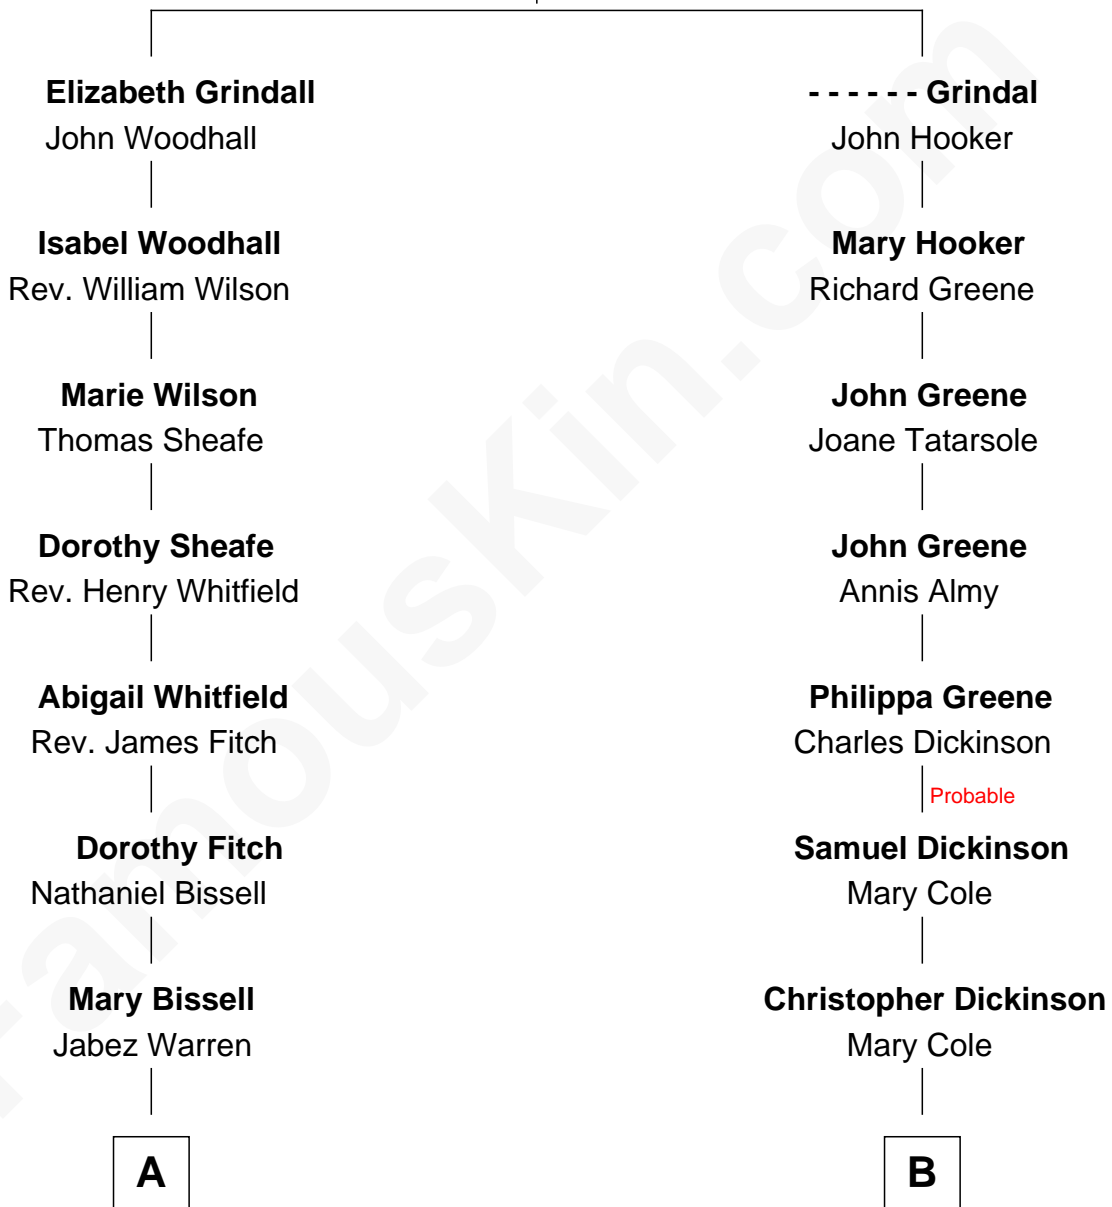 Elizabeth Grindall
John Woodhall
- - - - - - Grindal
John Hooker
Isabel Woodhall
Rev. William Wilson
Mary Hooker
Richard Greene
Marie Wilson
Thomas Sheafe
John Greene
Joane Tatarsole
Dorothy Sheafe
Rev. Henry Whitfield
John Greene
Annis Almy
Abigail Whitfield
Rev. James Fitch
Philippa Greene
Charles Dickinson
Probable
Dorothy Fitch
Nathaniel Bissell
Samuel Dickinson
Mary Cole
Mary Bissell
Jabez Warren
Christopher Dickinson
Mary Cole
A
B
FamousKin.com